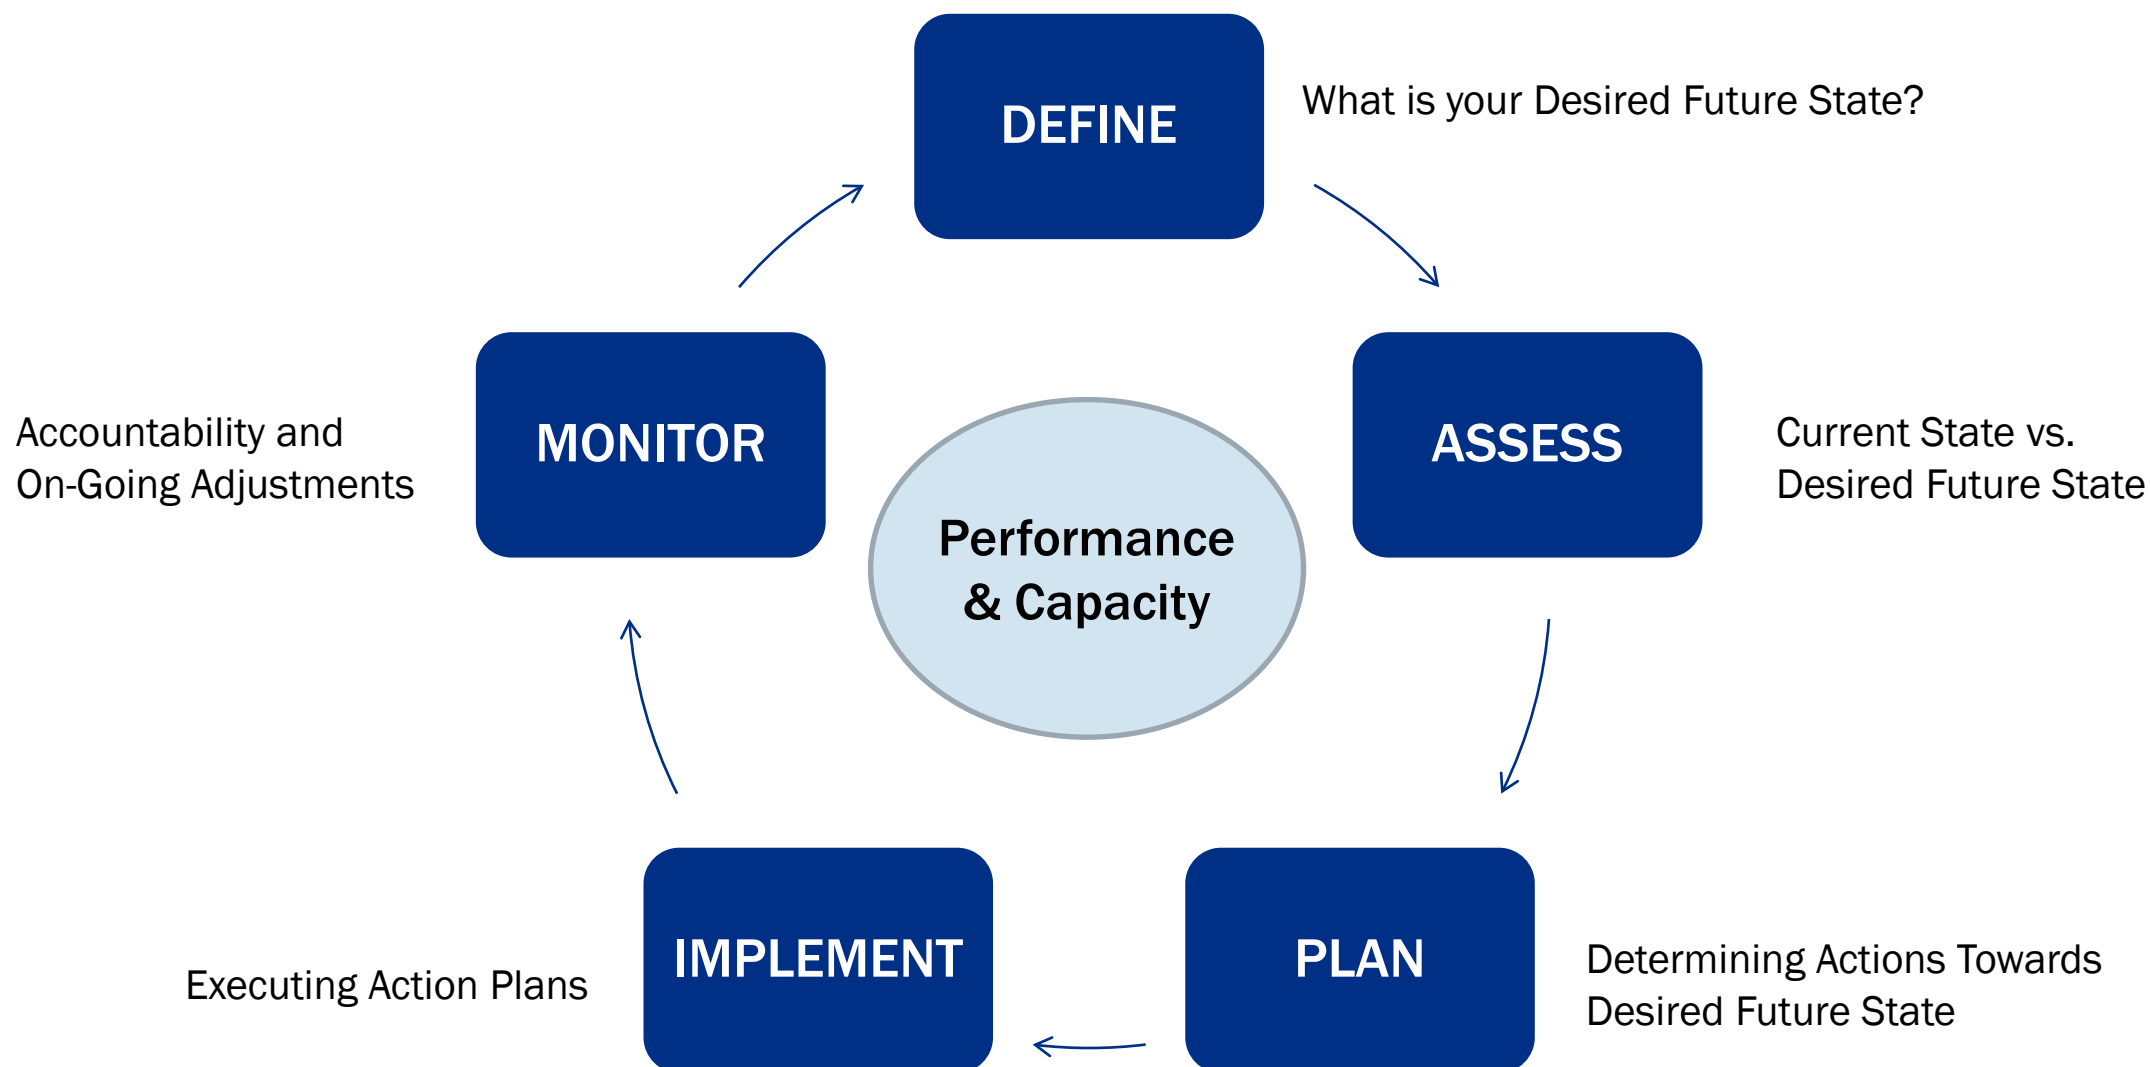 DEFINE
What is your Desired Future State?
MONITOR
Accountability and
On-Going Adjustments
ASSESS
Current State vs.
Desired Future State
Performance
& Capacity
IMPLEMENT
Executing Action Plans
PLAN
Determining Actions Towards
Desired Future State